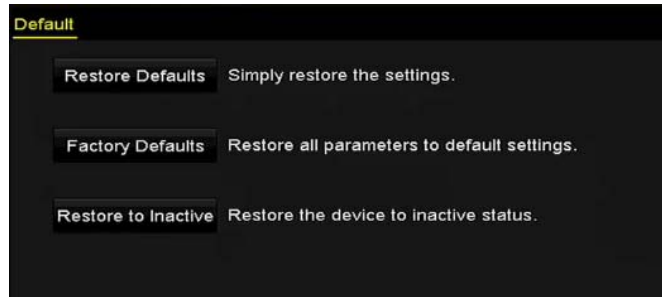 Default
Restore Defaults Simply restore the settings.
Factory Defaults Restore all parameters to default settings.
Restore to Inactive Restore the device to inactive status.